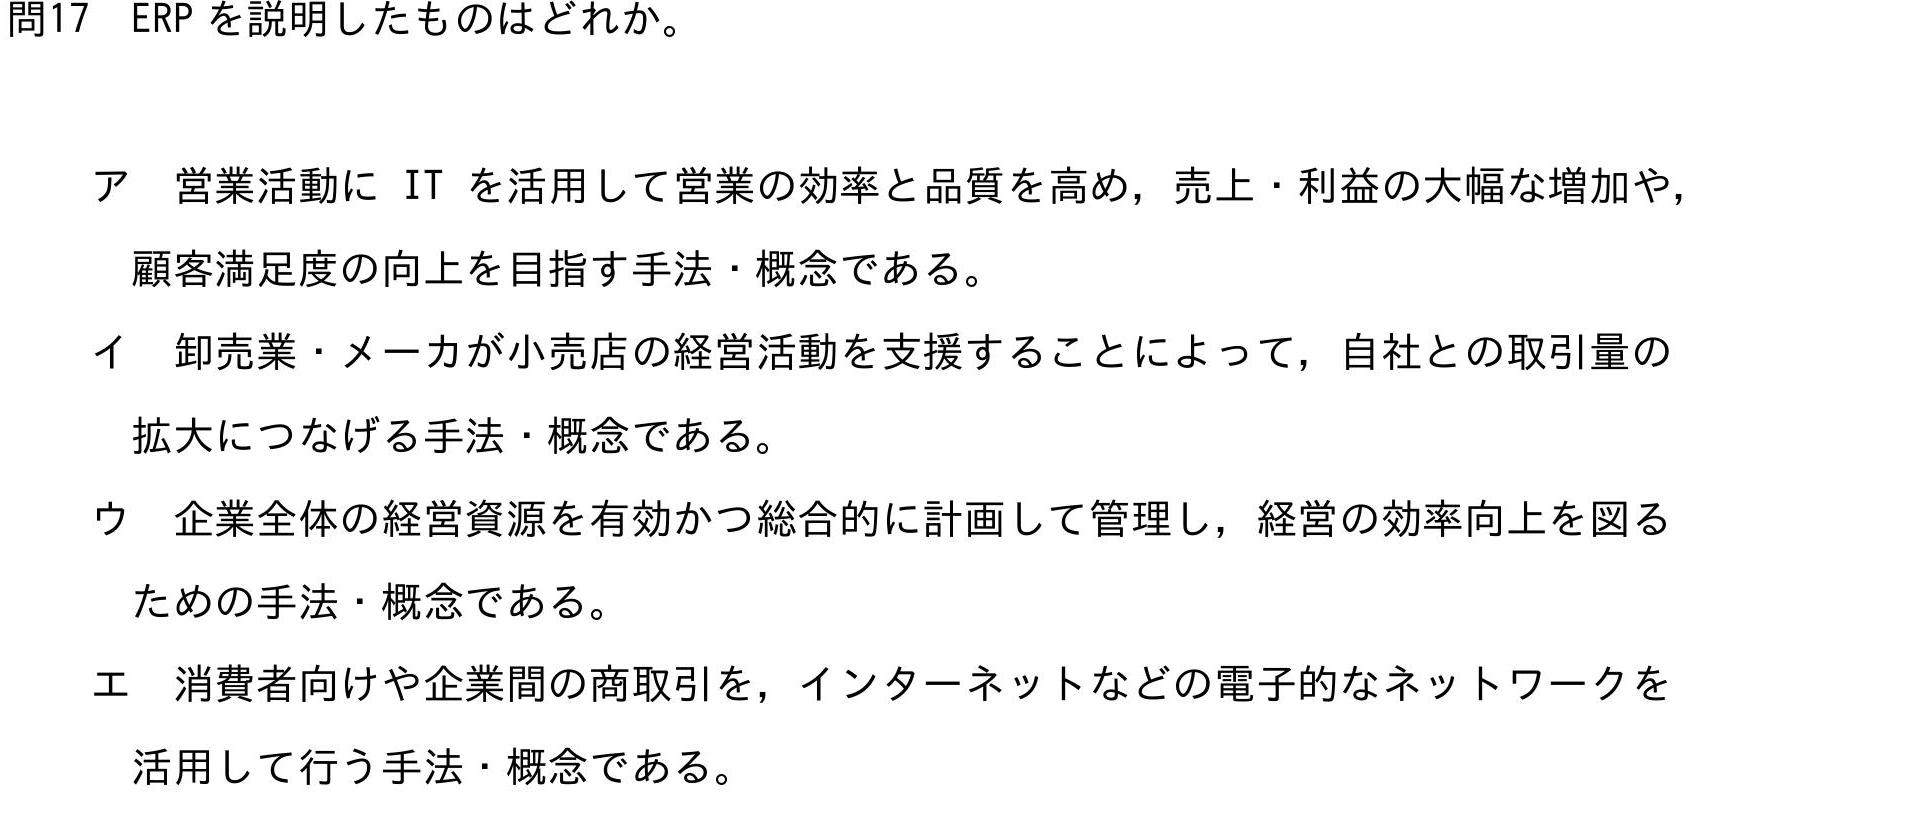 問17　ERP を説明したものはどれか。
ア　営業活動に IT を活用して営業の効率と品質を高め，売上・利益の大幅な増加や，
顧客満足度の向上を目指す手法・概念である。
イ　卸売業・メーカが小売店の経営活動を支援することによって，自社との取引量の
拡大につなげる手法・概念である。
ウ　企業全体の経営資源を有効かつ総合的に計画して管理し，経営の効率向上を図る
ための手法・概念である。
エ　消費者向けや企業間の商取引を，インターネットなどの電子的なネットワークを
活用して行う手法・概念である。